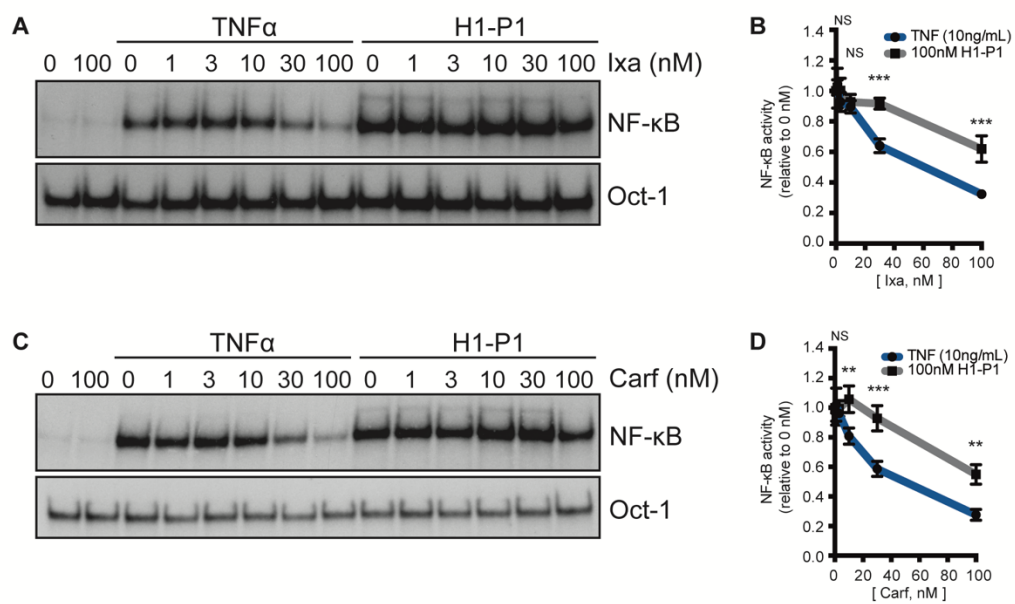 A
TNFα H1-P1
0 100 0 1 3 10 30 100 0 1 3 10 30 100 Ixa (nM)
NF-κB
Oct-1
B
NS
NS
***
***
TNF (10ng/mL)
100nM H1-P1
1.4
1.2
1.0
0.8
0.6
0.4
0.2
0.0
NF-κB activity
(relative to 0 nM)
0 20 40 60 80 100
[ Ixa, nM ]
C
TNFα H1-P1
0 100 0 1 3 10 30 100 0 1 3 10 30 100 Carf (nM)
NF-κB
Oct-1
D
NS
**
***
**
TNF (10ng/mL)
100nM H1-P1
1.4
1.2
1.0
0.8
0.6
0.4
0.2
0.0
NF-κB activity
(relative to 0 nM)
0 20 40 60 80 100
[ Carf, nM ]